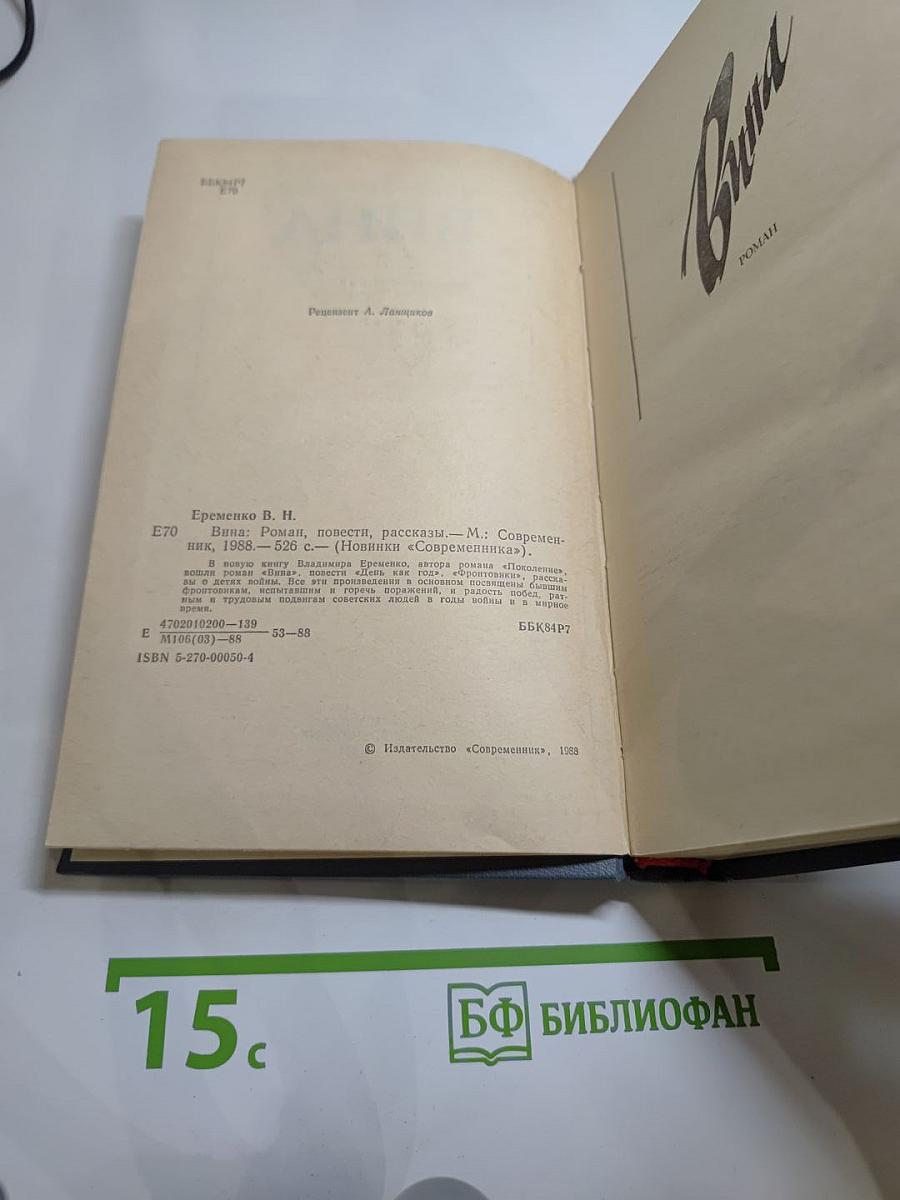 ББК84Р7
Е70
Рецензент А. Ланщиков
Еременко В. Н.
Е70 Вина: Роман, повести, рассказы.— М.: Современ-
ник, 1988.— 526 с.— (Новинки «Современника»).
В новую книгу Владимира Еременко, автора романа «Поколение»,
вошли роман «Вина», повести «День как год», «Фронтовики», расска-
зы о детях войны. Все эти произведения в основном посвящены бывшим
фронтовикам, испытавшим и горечь поражений, и радость побед, рат-
ным и трудовым подвигам советских людей в годы войны и в мирное
время.
Е 4702010200—139 53—88 ББК84Р7
М106(03)—88
ISBN 5-270-00050-4
© Издательство «Современник», 1988
Вина
РОМАН
15 с
БФ БИБЛИОФАН